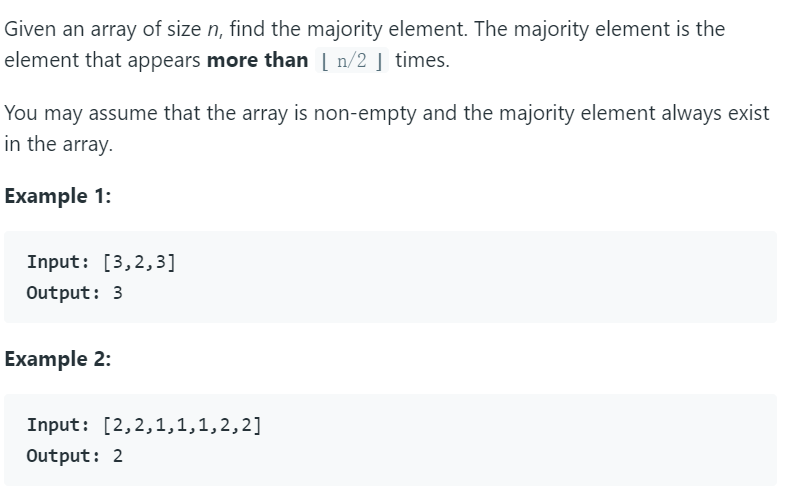 Given an array of size n, find the majority element. The majority element is the
element that appears more than ⌊ n/2 ⌋ times.
You may assume that the array is non-empty and the majority element always exist
in the array.
Example 1:
Input: [3,2,3]
Output: 3
Example 2:
Input: [2,2,1,1,1,2,2]
Output: 2